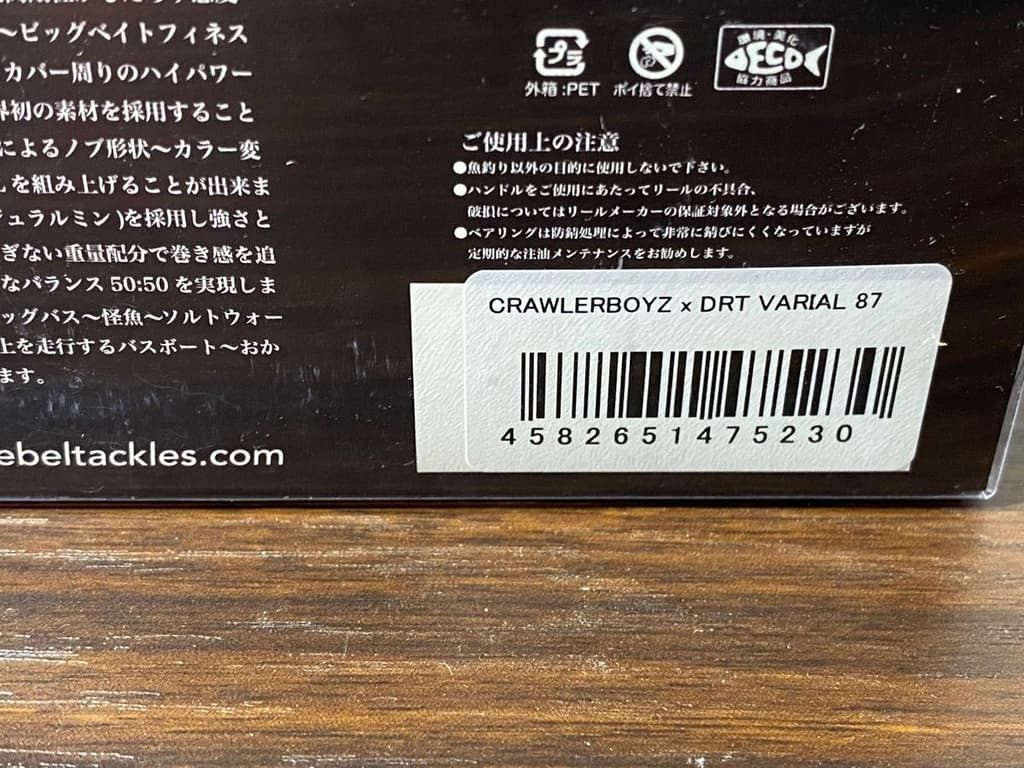 ～ビッグベイトフィネス
カバー周りのハイパワー
界初の素材を採用すること
によるノブ形状～カラー変
ルを組み上げることが出来ま
ジュラルミン)を採用し強さと
ぎない重量配分で巻き感を追
なバランス50:50を実現しま
ッグバス～怪魚～ソルトウォー
上を走行するバスボート～おか
ます。
ebeltackles.com
プラ
外箱:PET
ポイ捨て禁止
環境・美化
ECO
協力商品
ご使用上の注意
●魚釣り以外の目的に使用しないで下さい。
●ハンドルをご使用にあたってリールの不具合、
破損についてはリールメーカーの保証対象外となる場合がございます。
●ベアリングは防錆処理によって非常に錆びにくくなっていますが
定期的な注油メンテナンスをお勧めします。
CRAWLERBOYZ x DRT VARIAL 87
4582651475230